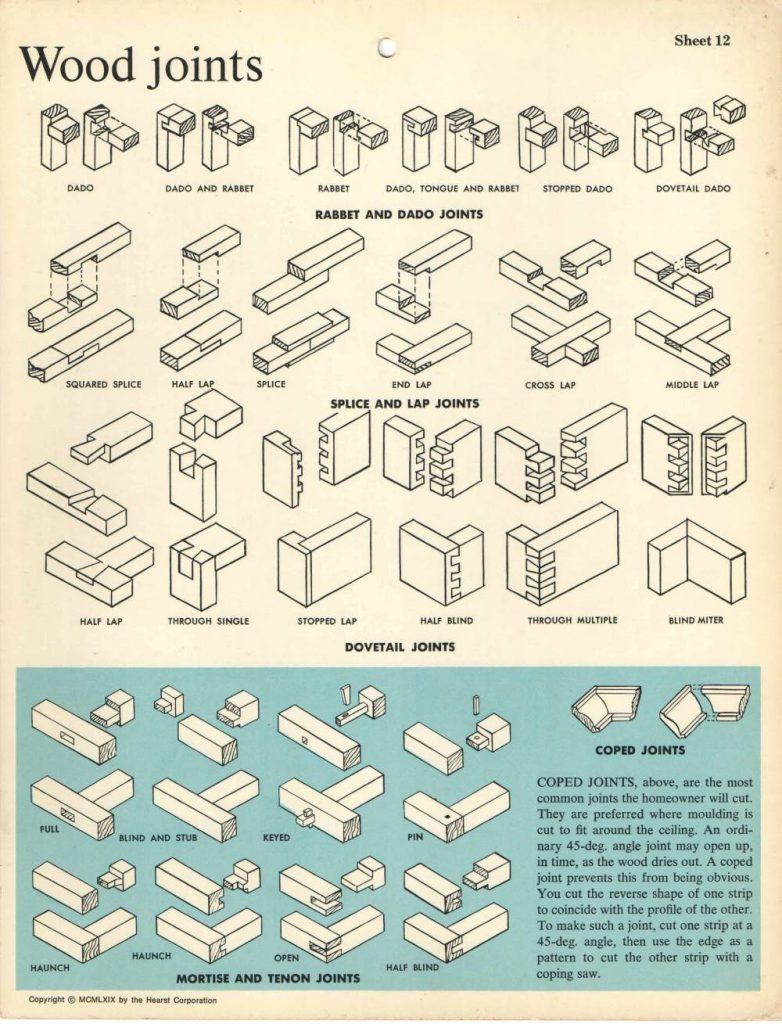 Sheet 12
Wood joints
DADO
DADO AND RABBET
RABBET
DADO, TONGUE AND RABBET
STOPPED DADO
DOVETAIL DADO
RABBET AND DADO JOINTS
SQUARED SPLICE
HALF LAP
SPLICE
END LAP
CROSS LAP
MIDDLE LAP
SPLICE AND LAP JOINTS
HALF LAP
THROUGH SINGLE
STOPPED LAP
HALF BLIND
THROUGH MULTIPLE
BLIND MITER
DOVETAIL JOINTS
FULL
BLIND AND STUB
KEYED
PIN
HAUNCH
HAUNCH
OPEN
HALF BLIND
MORTISE AND TENON JOINTS
COPED JOINTS
COPED JOINTS, above, are the most
common joints the homeowner will cut.
They are preferred where moulding is
cut to fit around the ceiling. An ordi-
nary 45-deg. angle joint may open up,
in time, as the wood dries out. A coped
joint prevents this from being obvious.
You cut the reverse shape of one strip
to coincide with the profile of the other.
To make such a joint, cut one strip at a
45-deg. angle, then use the edge as a
pattern to cut the other strip with a
coping saw.
Copyright © MCMLXIX by the Hearst Corporation